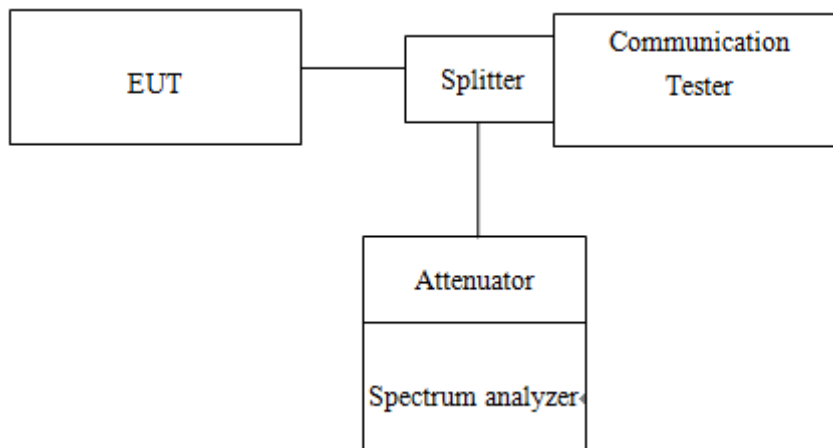 EUT
Splitter
Communication
Tester
Attenuator
Spectrum analyzer